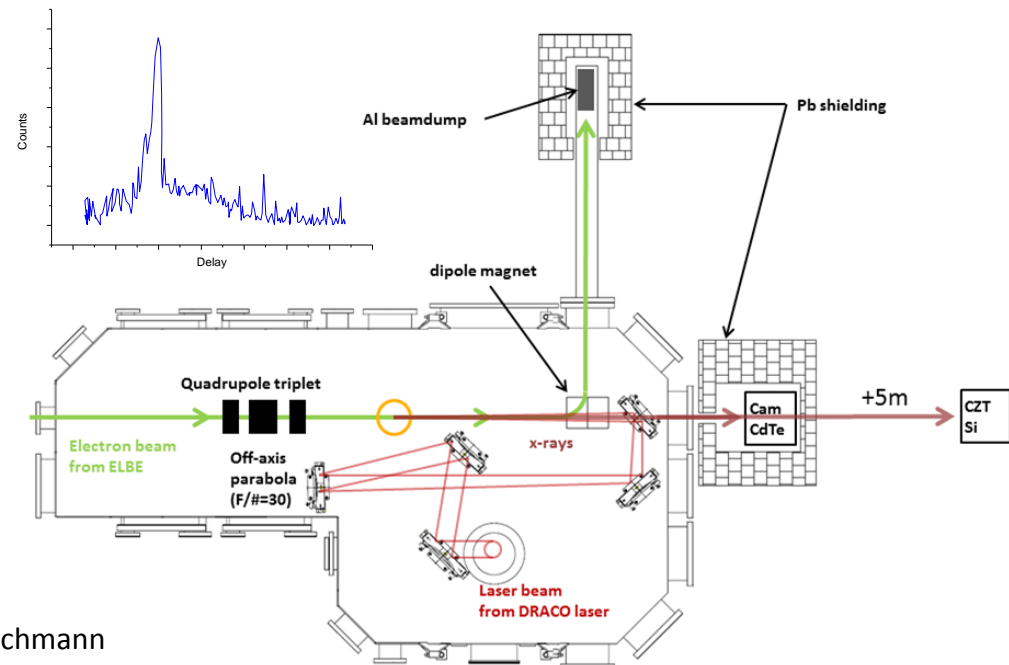 Counts
Delay
Al beamdump
Pb shielding
dipole magnet
Quadrupole triplet
Electron beam
from ELBE
Off-axis
parabola
(F/#=30)
x-rays
Cam
CdTe
+5m
CZT
Si
Laser beam
from DRACO laser
chmann